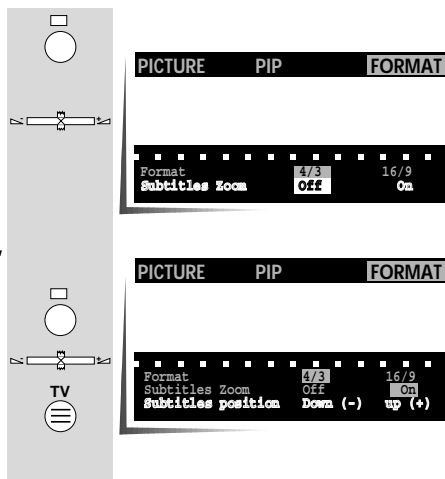 PICTURE PIP FORMAT
Format 4/3 16/9
Subtitles Zoom Off On
PICTURE PIP FORMAT
Format 4/3 16/9
Subtitles Zoom Off On
Subtitles position Down (-) up (+)
- +
- +
TV